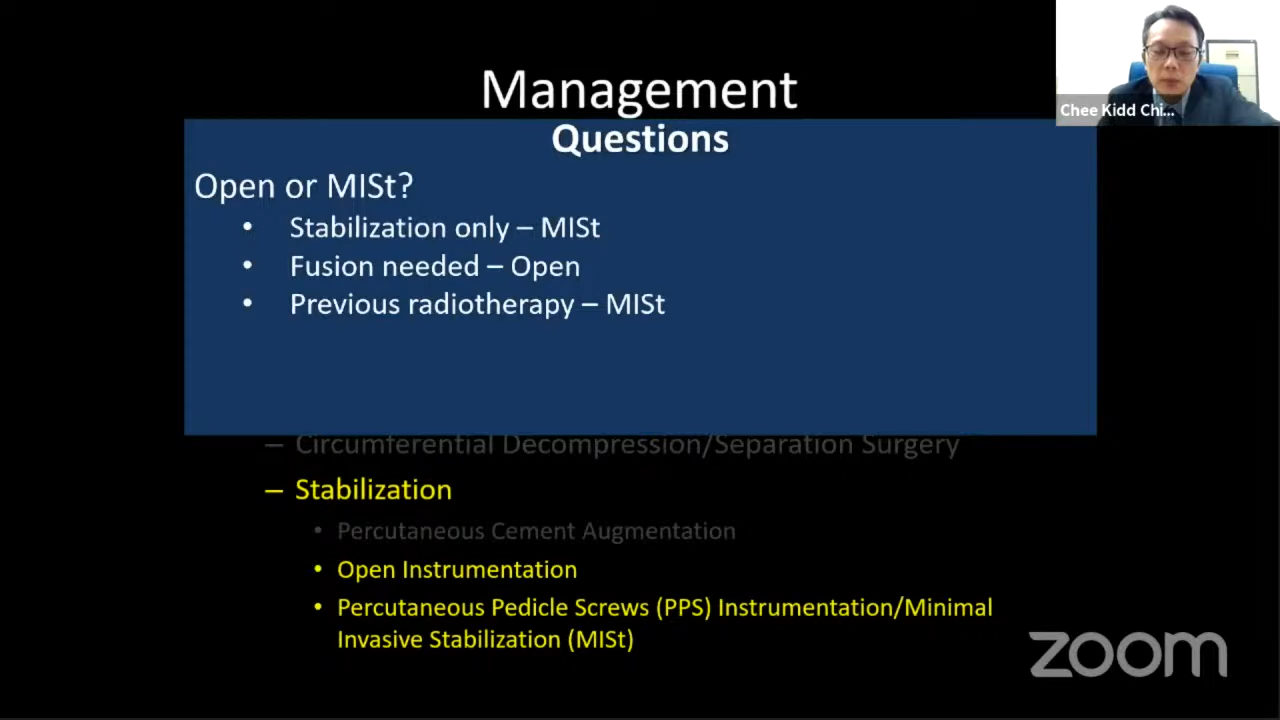 Management
Chee Kidd Chi...
Questions
Open or MISt?
• Stabilization only – MISt
• Fusion needed – Open
• Previous radiotherapy – MISt
– Circumferential Decompression/Separation Surgery
– Stabilization
• Percutaneous Cement Augmentation
• Open Instrumentation
• Percutaneous Pedicle Screws (PPS) Instrumentation/Minimal
Invasive Stabilization (MISt)
zoom